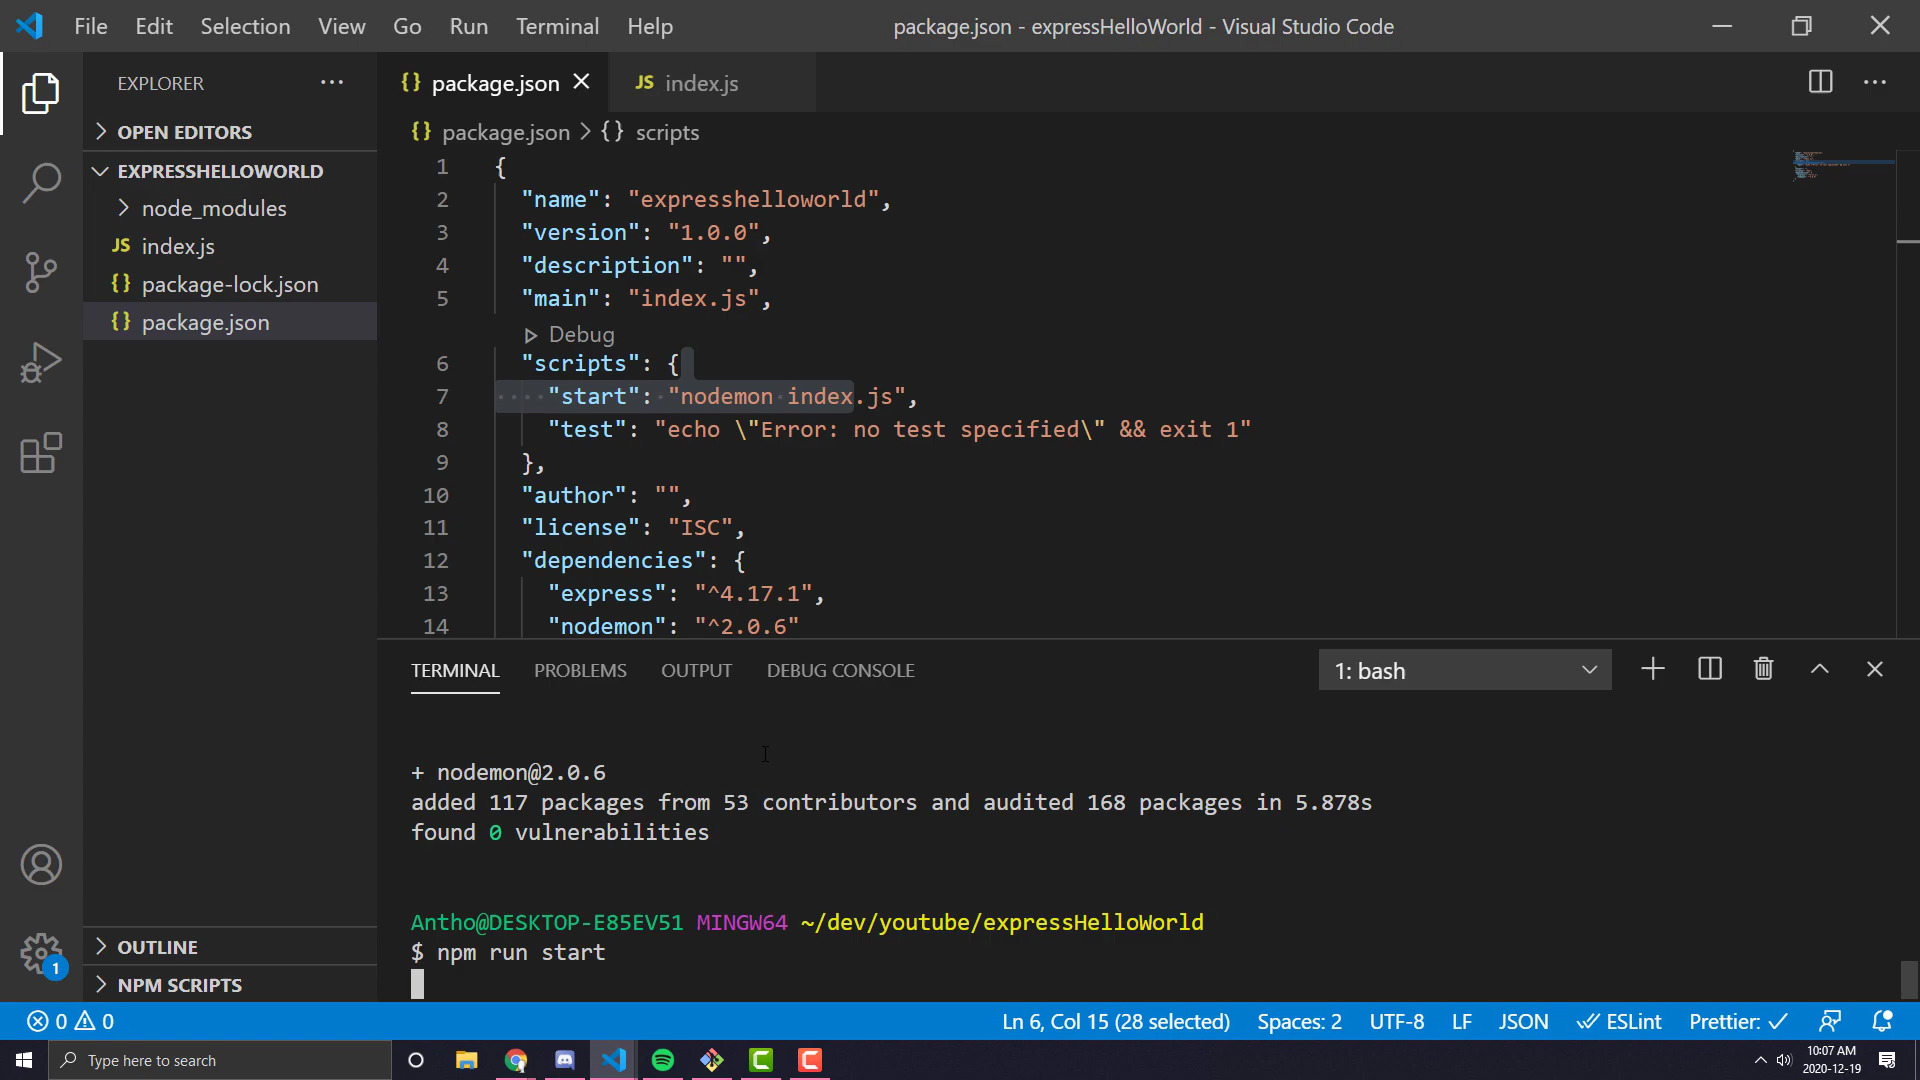 File Edit Selection View Go Run Terminal Help package.json - expressHelloWorld - Visual Studio Code
EXPLORER ...
OPEN EDITORS
EXPRESSHELLOWORLD
node_modules
JS index.js
{} package-lock.json
{} package.json
OUTLINE
NPM SCRIPTS
1
{} package.json JS index.js
{} package.json > {} scripts
1 {
2 "name": "expresshelloworld",
3 "version": "1.0.0",
4 "description": "",
5 "main": "index.js",
Debug
6 "scripts": {
7 "start": "nodemon index.js",
8 "test": "echo \"Error: no test specified\" && exit 1"
9 },
10 "author": "",
11 "license": "ISC",
12 "dependencies": {
13 "express": "^4.17.1",
14 "nodemon": "^2.0.6"
TERMINAL PROBLEMS OUTPUT DEBUG CONSOLE 1: bash
+ nodemon@2.0.6
added 117 packages from 53 contributors and audited 168 packages in 5.878s
found 0 vulnerabilities
Antho@DESKTOP-E85EV51 MINGW64 ~/dev/youtube/expressHelloWorld
$ npm run start
0 0 Ln 6, Col 15 (28 selected) Spaces: 2 UTF-8 LF JSON ESLint Prettier: ✓
Type here to search
10:07 AM
2020-12-19